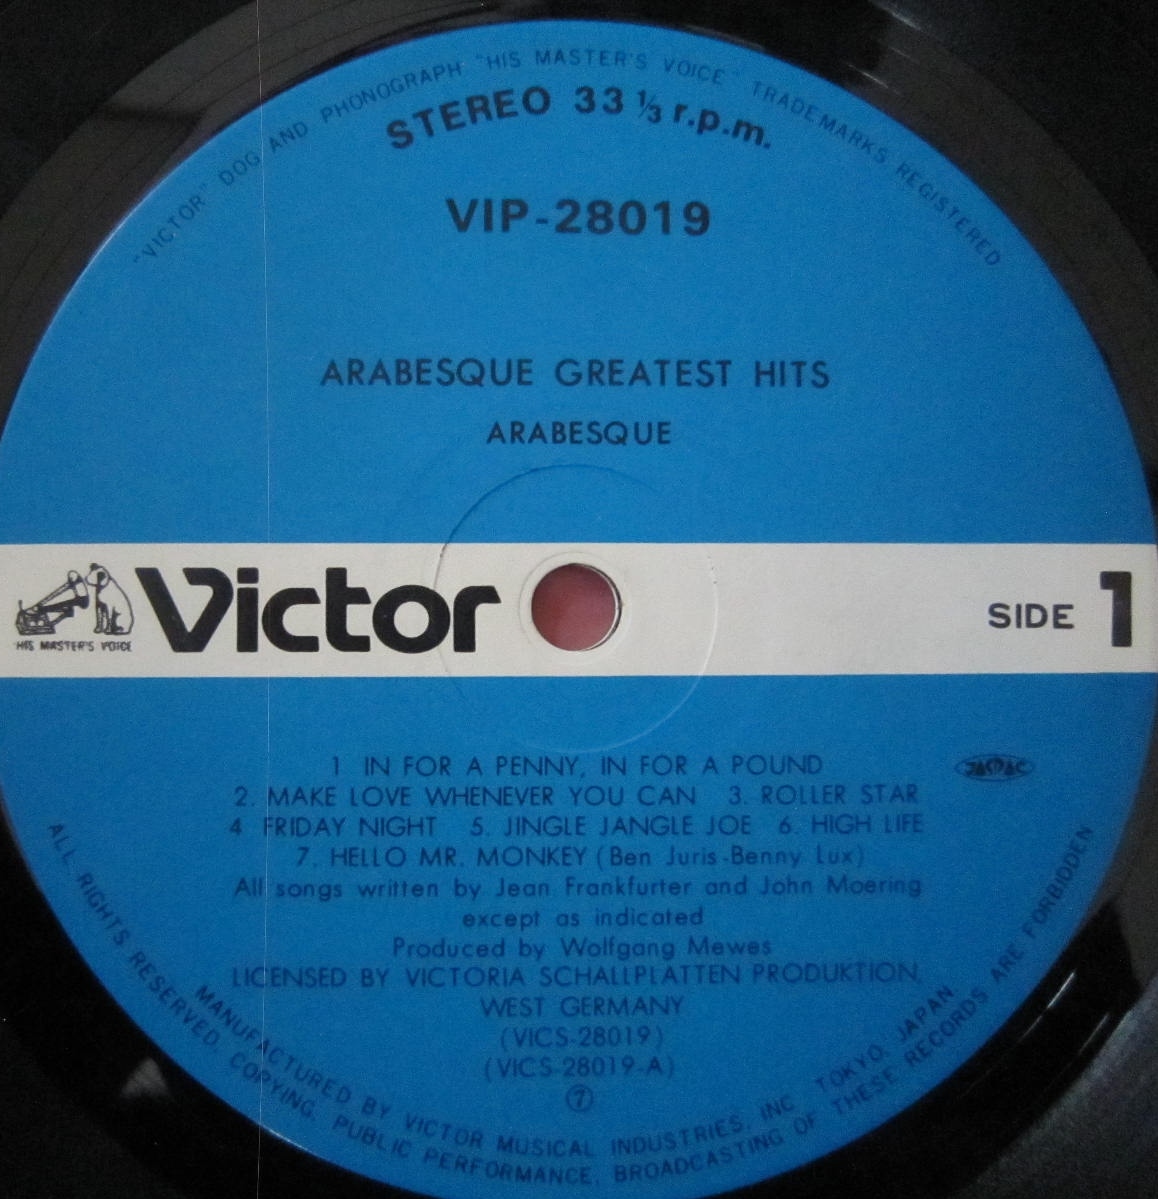 "VICTOR" DOG AND PHONOGRAPH "HIS MASTER'S VOICE" TRADEMARKS REGISTERED
STEREO 33 ⅓ r.p.m.
VIP-28019
ARABESQUE GREATEST HITS
ARABESQUE
"HIS MASTER'S VOICE"
Victor
SIDE 1
1 IN FOR A PENNY, IN FOR A POUND
JASRAC
2. MAKE LOVE WHENEVER YOU CAN 3. ROLLER STAR
4 FRIDAY NIGHT 5. JINGLE JANGLE JOE 6. HIGH LIFE
7. HELLO MR. MONKEY (Ben Juris-Benny Lux)
All songs written by Jean Frankfurter and John Moering
except as indicated
Produced by Wolfgang Mewes
LICENSED BY VICTORIA SCHALLPLATTEN PRODUKTION,
WEST GERMANY
(VICS-28019)
(VICS-28019-A)
⑦
MANUFACTURED BY VICTOR MUSICAL INDUSTRIES, INC TOKYO, JAPAN
ALL RIGHTS RESERVED. COPYING, PUBLIC PERFORMANCE, BROADCASTING OF THESE RECORDS ARE FORBIDDEN